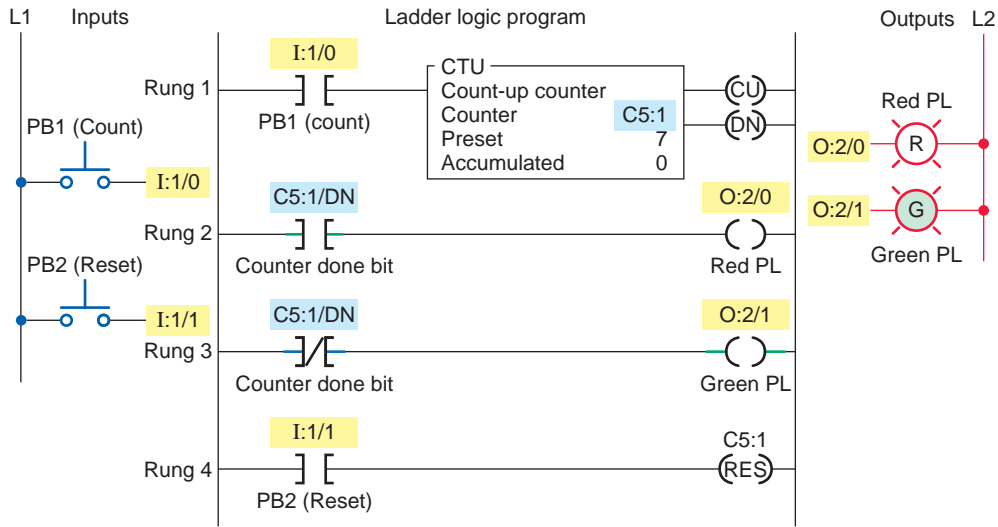 L1 Inputs Ladder logic program Outputs L2
I:1/0
Rung 1
CTU
Count-up counter
Counter C5:1
Preset 7
Accumulated 0
CU
DN
PB1 (count)
PB1 (Count)
I:1/0
Red PL
O:2/0 R
O:2/1 G
Green PL
C5:1/DN O:2/0
Rung 2
Counter done bit Red PL
PB2 (Reset)
I:1/1
C5:1/DN O:2/1
Rung 3
Counter done bit Green PL
I:1/1 C5:1
Rung 4 RES
PB2 (Reset)